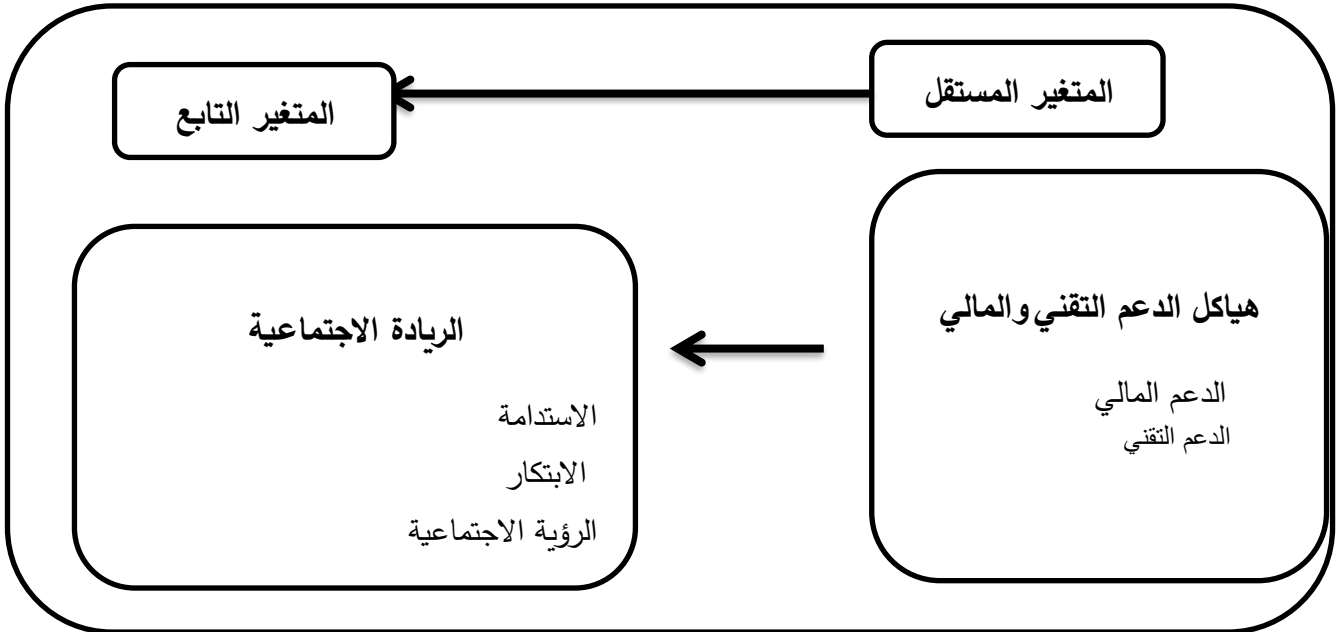 المتغير المستقل
المتغير التابع
هياكل الدعم التقني والمالي
الدعم المالي
الدعم التقني
الريادة الاجتماعية
الاستدامة
الابتكار
الرؤية الاجتماعية